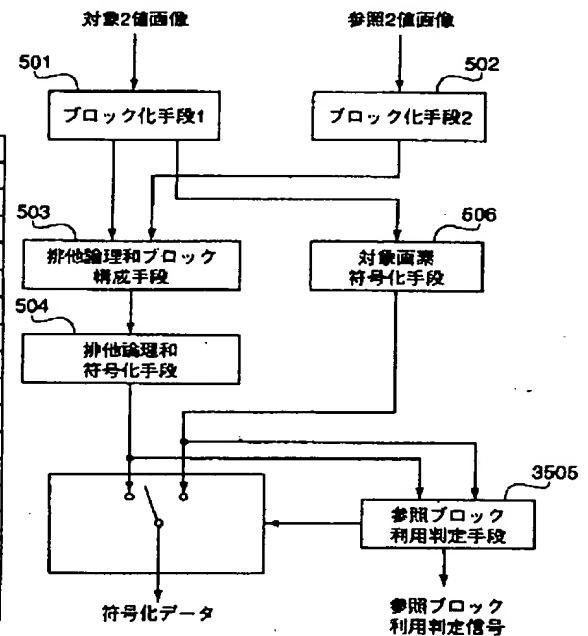 対象2値画像
参照2値画像
501
502
ブロック化手段1
ブロック化手段2
503
506
排他論理和ブロック
構成手段
対象画素
符号化手段
504
排他論理和
符号化手段
3505
参照ブロック
利用判定手段
符号化データ
参照ブロック
利用判定信号